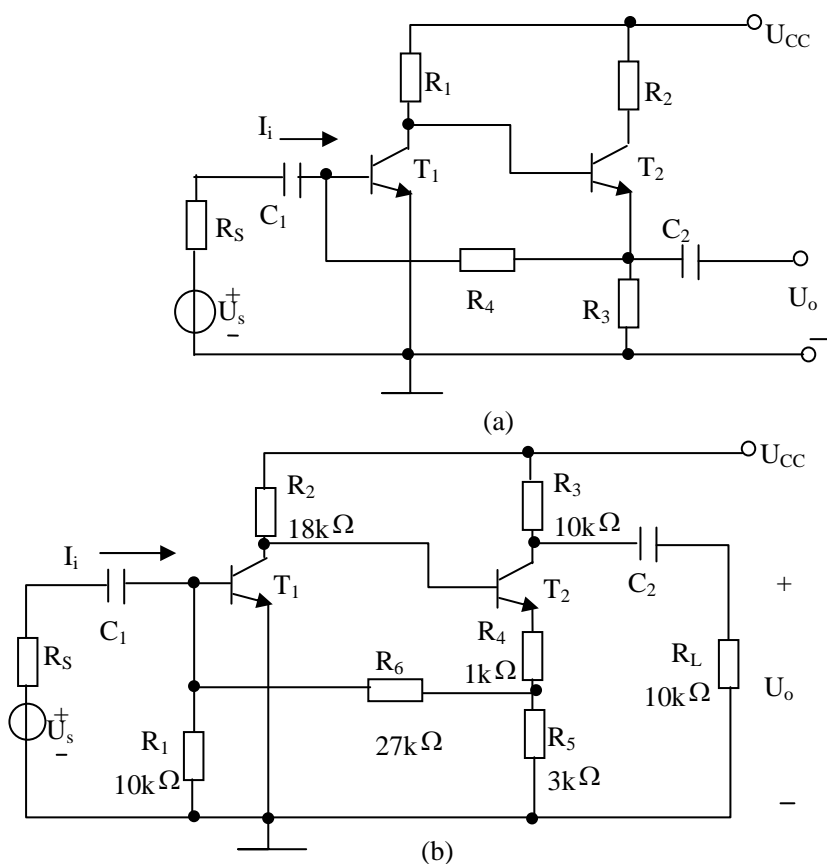 U_CC
R_1
R_2
I_i
T_1
T_2
C_1
C_2
R_S
+
U_s
−
R_4
R_3
U_o
−
(a)
U_CC
R_2
18kΩ
R_3
10kΩ
I_i
T_1
T_2
C_2
+
C_1
R_4
1kΩ
R_S
R_6
R_L
10kΩ
U_o
+
U_s
−
R_1
10kΩ
27kΩ
R_5
3kΩ
−
(b)